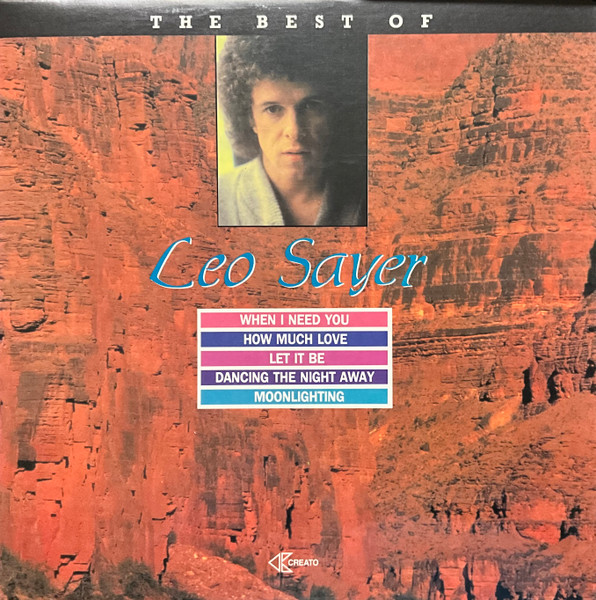 THE BEST OF
Leo Sayer
WHEN I NEED YOU
HOW MUCH LOVE
LET IT BE
DANCING THE NIGHT AWAY
MOONLIGHTING
CREATO